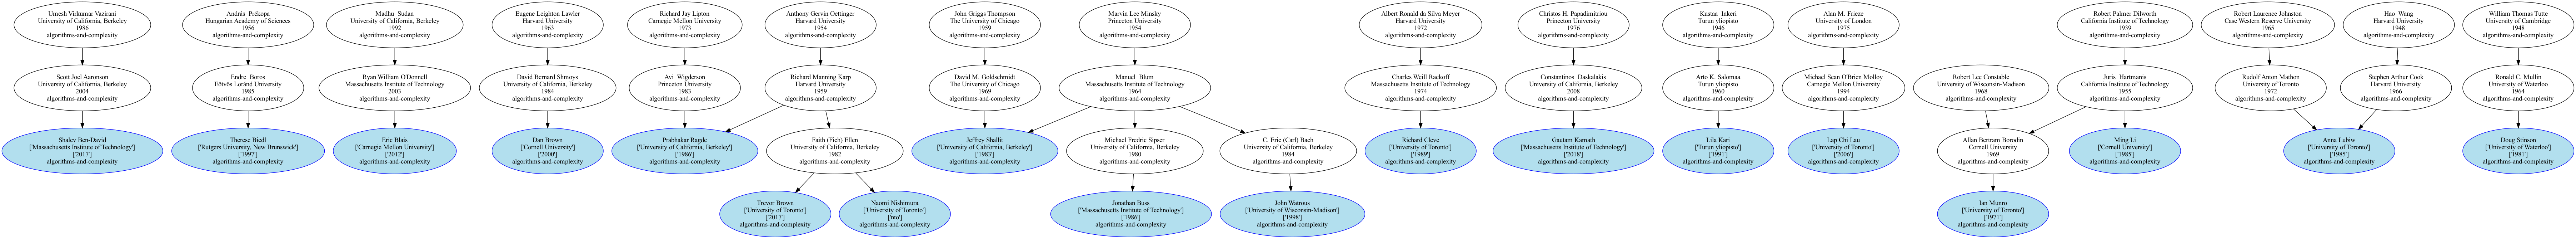 Umesh Virkumar Vazirani
University of California, Berkeley
1986
algorithms-and-complexity
András Prékopa
Hungarian Academy of Sciences
1956
algorithms-and-complexity
Madhu Sudan
University of California, Berkeley
1992
algorithms-and-complexity
Eugene Leighton Lawler
Harvard University
1963
algorithms-and-complexity
Richard Jay Lipton
Carnegie Mellon University
1973
algorithms-and-complexity
Anthony Gervin Oettinger
Harvard University
1954
algorithms-and-complexity
John Griggs Thompson
The University of Chicago
1959
algorithms-and-complexity
Marvin Lee Minsky
Princeton University
1954
algorithms-and-complexity
Albert Ronald da Silva Meyer
Harvard University
1972
algorithms-and-complexity
Christos H. Papadimitriou
Princeton University
1976
algorithms-and-complexity
Kustaa Inkeri
Turun yliopisto
1946
algorithms-and-complexity
Alan M. Frieze
University of London
1975
algorithms-and-complexity
Robert Palmer Dilworth
California Institute of Technology
1939
algorithms-and-complexity
Robert Laurence Johnston
Case Western Reserve University
1965
algorithms-and-complexity
Hao Wang
Harvard University
1948
algorithms-and-complexity
William Thomas Tutte
University of Cambridge
1948
algorithms-and-complexity
Scott Joel Aaronson
University of California, Berkeley
2004
algorithms-and-complexity
Endre Boros
Eötvös Loránd University
1985
algorithms-and-complexity
Ryan William O'Donnell
Massachusetts Institute of Technology
2003
algorithms-and-complexity
David Bernard Shmoys
University of California, Berkeley
1984
algorithms-and-complexity
Avi Wigderson
Princeton University
1983
algorithms-and-complexity
Richard Manning Karp
Harvard University
1959
algorithms-and-complexity
David M. Goldschmidt
The University of Chicago
1969
algorithms-and-complexity
Manuel Blum
Massachusetts Institute of Technology
1964
algorithms-and-complexity
Charles Weill Rackoff
Massachusetts Institute of Technology
1974
algorithms-and-complexity
Constantinos Daskalakis
University of California, Berkeley
2008
algorithms-and-complexity
Arto K. Salomaa
Turun yliopisto
1960
algorithms-and-complexity
Michael Sean O'Brien Molloy
Carnegie Mellon University
1994
algorithms-and-complexity
Robert Lee Constable
University of Wisconsin-Madison
1968
algorithms-and-complexity
Juris Hartmanis
California Institute of Technology
1955
algorithms-and-complexity
Rudolf Anton Mathon
University of Toronto
1972
algorithms-and-complexity
Stephen Arthur Cook
Harvard University
1966
algorithms-and-complexity
Ronald C. Mullin
University of Waterloo
1964
algorithms-and-complexity
Shalev Ben-David
['Massachusetts Institute of Technology']
['2017']
algorithms-and-complexity
Therese Biedl
['Rutgers University, New Brunswick']
['1997']
algorithms-and-complexity
Eric Blais
['Carnegie Mellon University']
['2012']
algorithms-and-complexity
Dan Brown
['Cornell University']
['2000']
algorithms-and-complexity
Prabhakar Ragde
['University of California, Berkeley']
['1986']
algorithms-and-complexity
Faith (Fich) Ellen
University of California, Berkeley
1982
algorithms-and-complexity
Jeffrey Shallit
['University of California, Berkeley']
['1983']
algorithms-and-complexity
Michael Fredric Sipser
University of California, Berkeley
1980
algorithms-and-complexity
C. Eric (Carl) Bach
University of California, Berkeley
1984
algorithms-and-complexity
Richard Cleve
['University of Toronto']
['1989']
algorithms-and-complexity
Gautam Kamath
['Massachusetts Institute of Technology']
['2018']
algorithms-and-complexity
Lila Kari
['Turun yliopisto']
['1991']
algorithms-and-complexity
Lap Chi Lau
['University of Toronto']
['2006']
algorithms-and-complexity
Allan Bertram Borodin
Cornell University
1969
algorithms-and-complexity
Ming Li
['Cornell University']
['1985']
algorithms-and-complexity
Anna Lubiw
['University of Toronto']
['1985']
algorithms-and-complexity
Doug Stinson
['University of Waterloo']
['1981']
algorithms-and-complexity
Trevor Brown
['University of Toronto']
['2017']
algorithms-and-complexity
Naomi Nishimura
['University of Toronto']
['nto']
algorithms-and-complexity
Jonathan Buss
['Massachusetts Institute of Technology']
['1986']
algorithms-and-complexity
John Watrous
['University of Wisconsin-Madison']
['1998']
algorithms-and-complexity
Ian Munro
['University of Toronto']
['1971']
algorithms-and-complexity